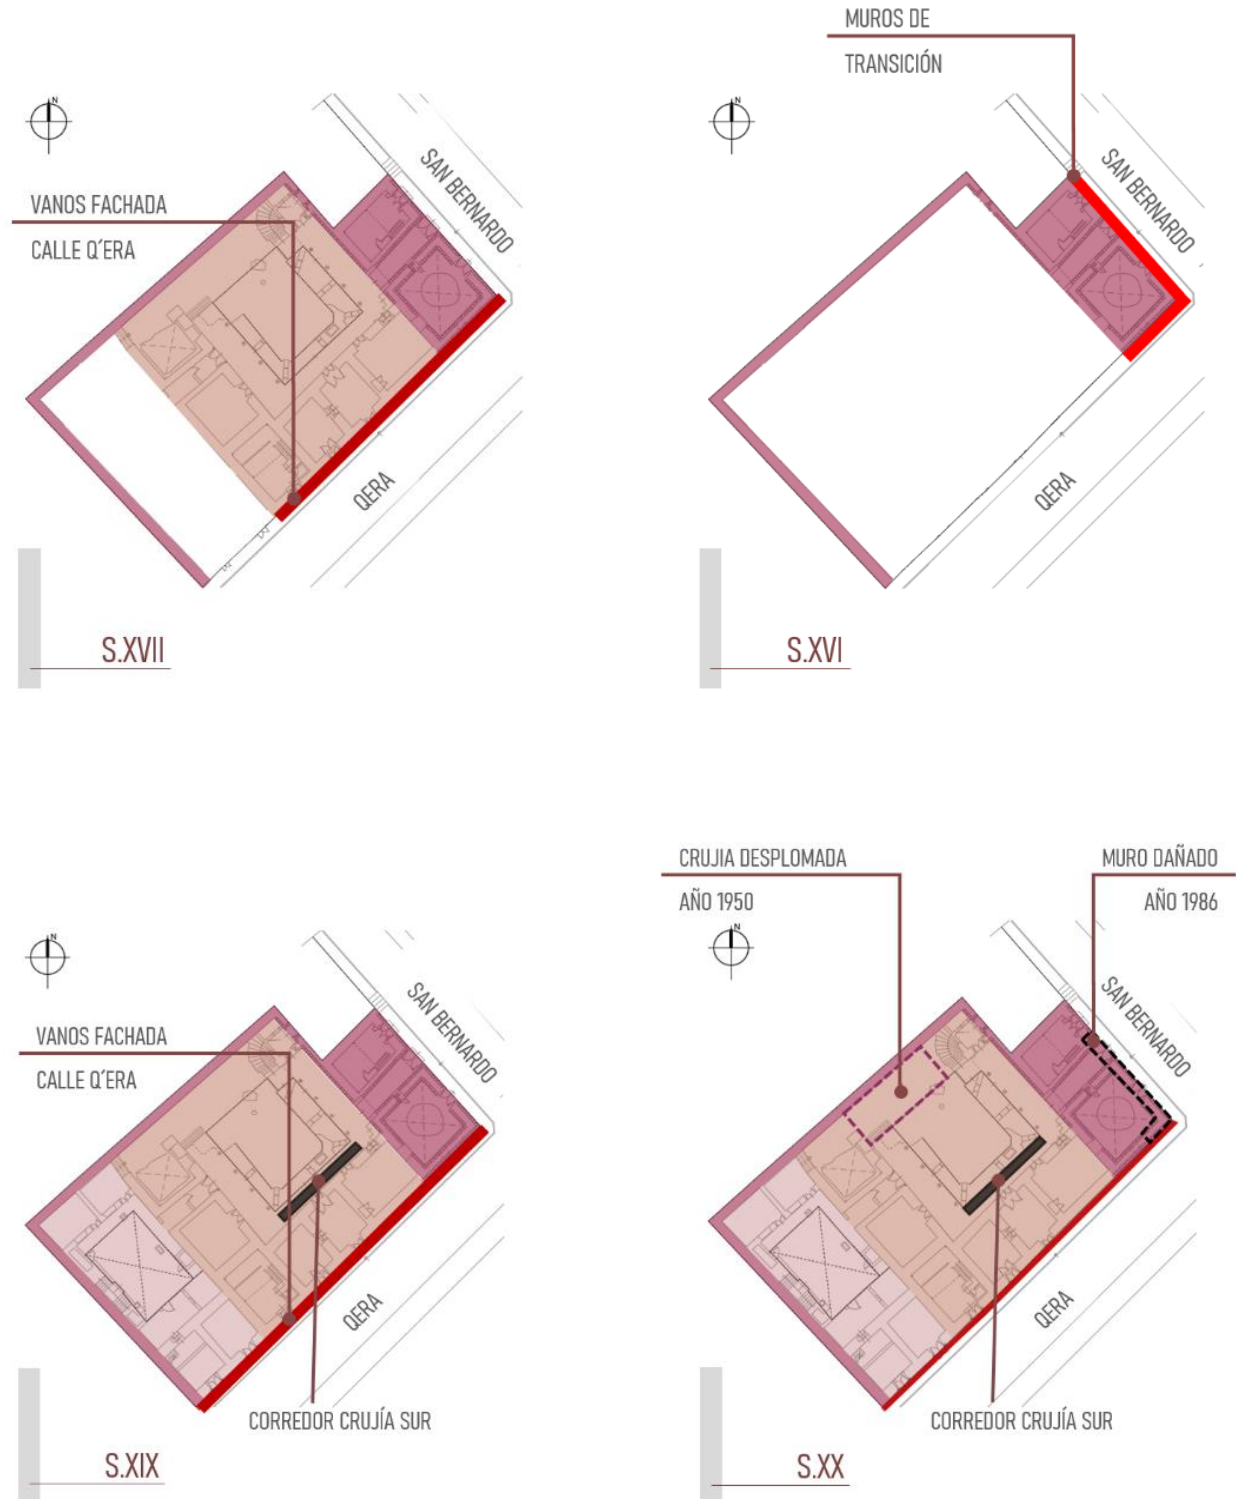 VANOS FACHADA
CALLE Q'ERA
N
SAN BERNARDO
QERA
S.XVII
MUROS DE
TRANSICIÓN
N
SAN BERNARDO
QERA
S.XVI
VANOS FACHADA
CALLE Q'ERA
N
SAN BERNARDO
QERA
CORREDOR CRUJÍA SUR
S.XIX
CRUJIA DESPLOMADA
AÑO 1950
MURO DAÑADO
AÑO 1986
N
SAN BERNARDO
QERA
CORREDOR CRUJÍA SUR
S.XX